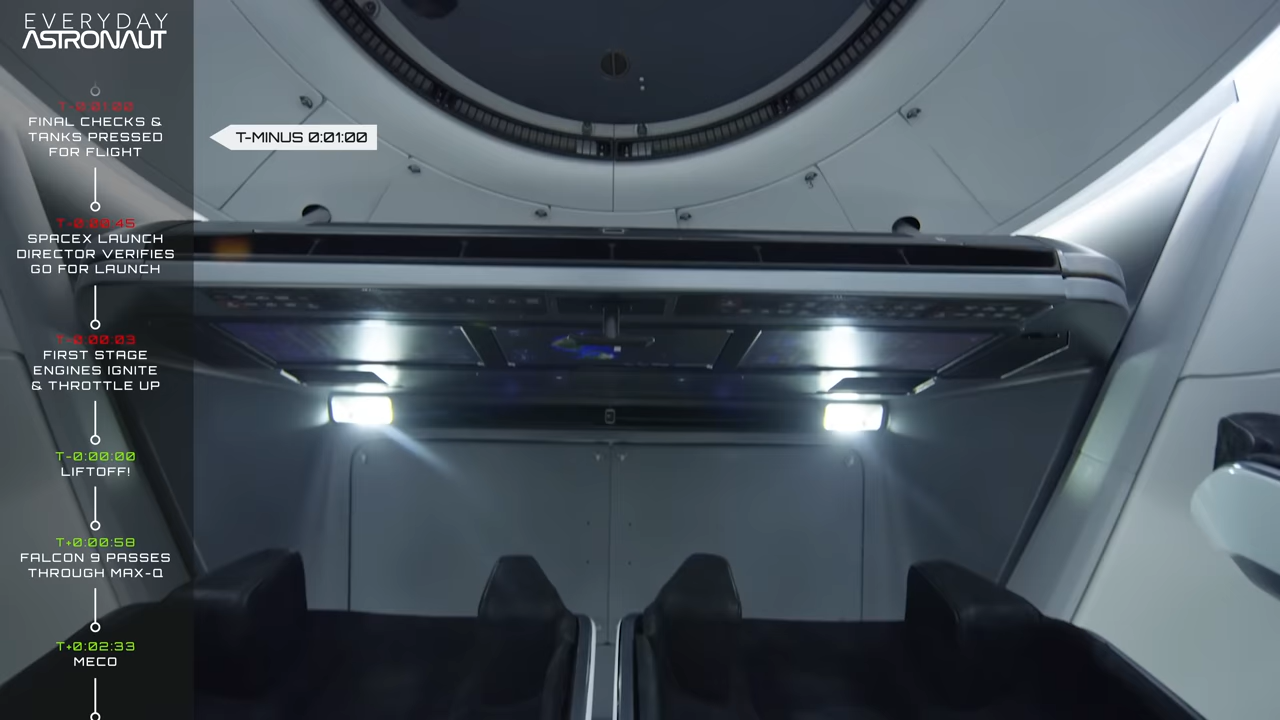 EVERYDAY
ASTRONAUT
T-0:01:00
FINAL CHECKS &
TANKS PRESSED
FOR FLIGHT
T-MINUS 0:01:00
T-0:00:45
SPACEX LAUNCH
DIRECTOR VERIFIES
GO FOR LAUNCH
T-0:00:03
FIRST STAGE
ENGINES IGNITE
& THROTTLE UP
T-0:00:00
LIFTOFF!
T+0:00:58
FALCON 9 PASSES
THROUGH MAX-Q
T+0:02:33
MECO